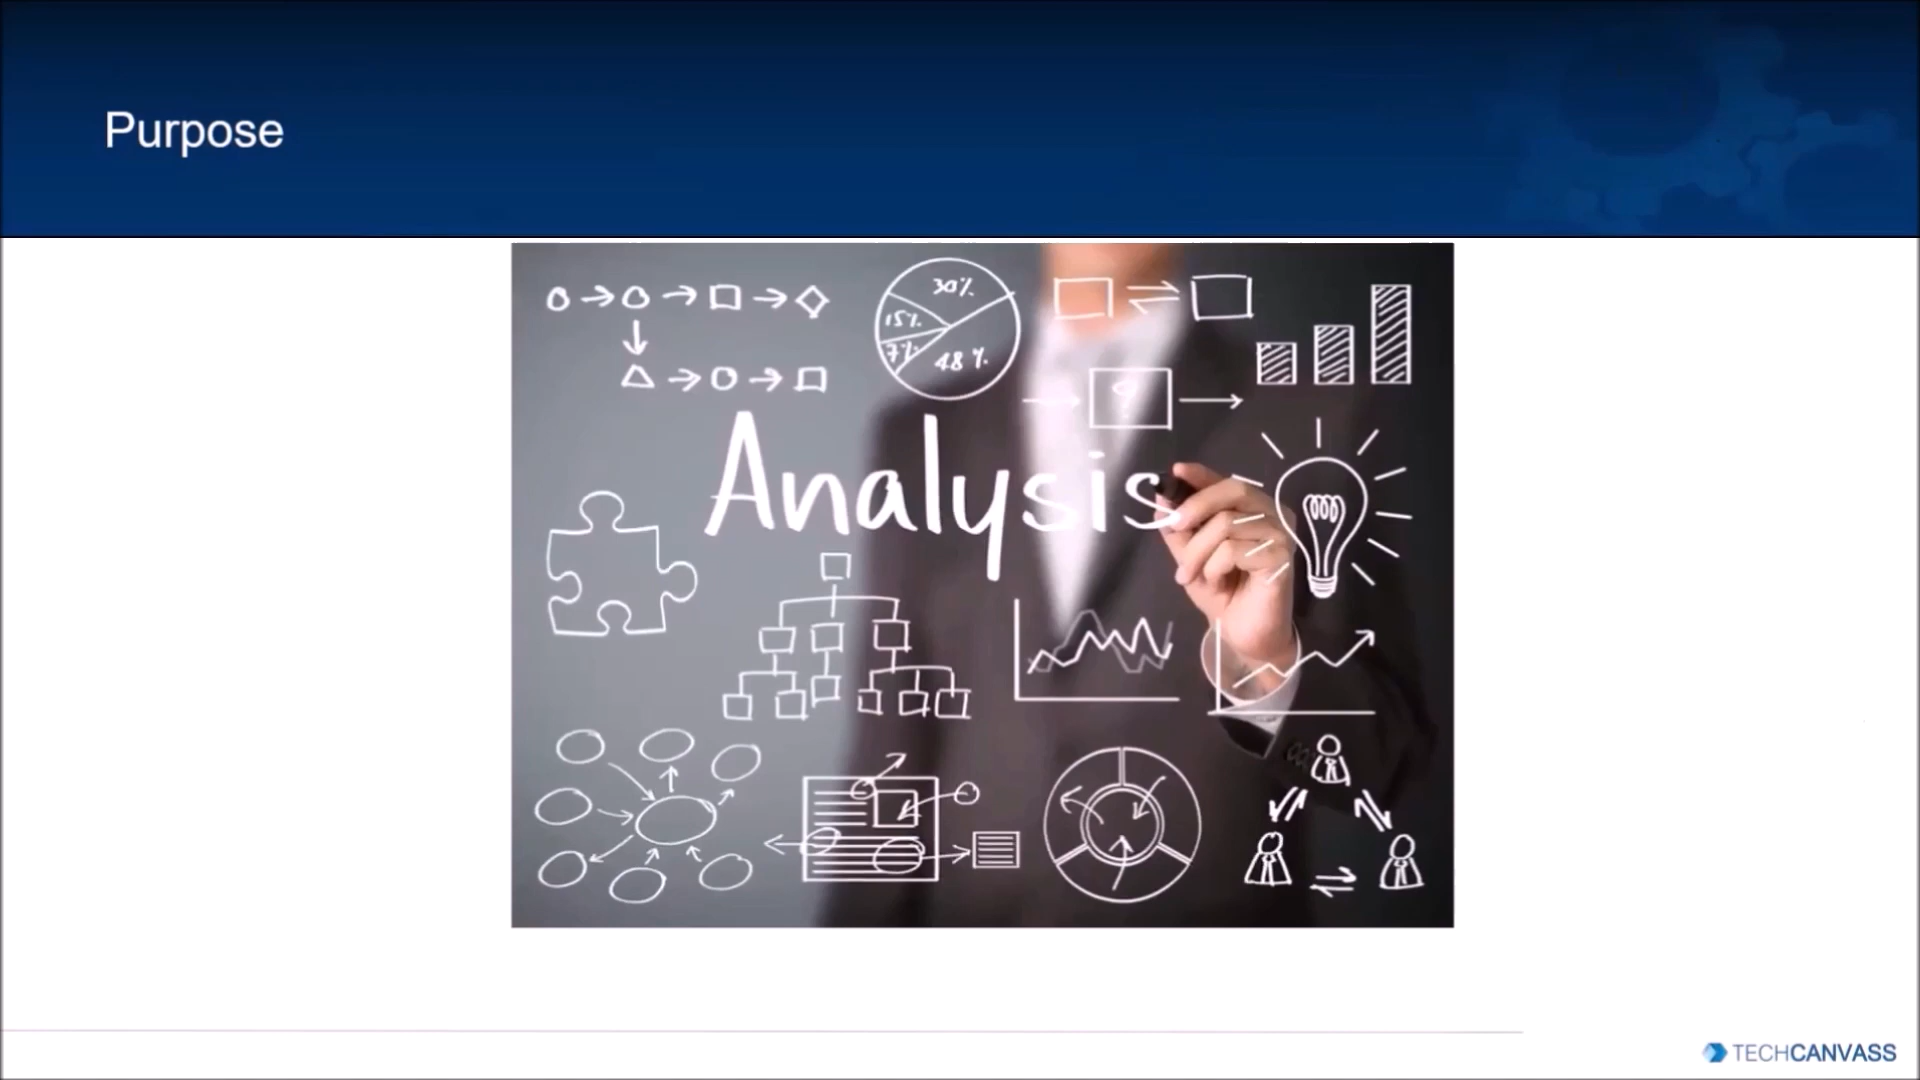 Purpose
30%
15%
7%
48%
?
Analysis
TECHCANVASS